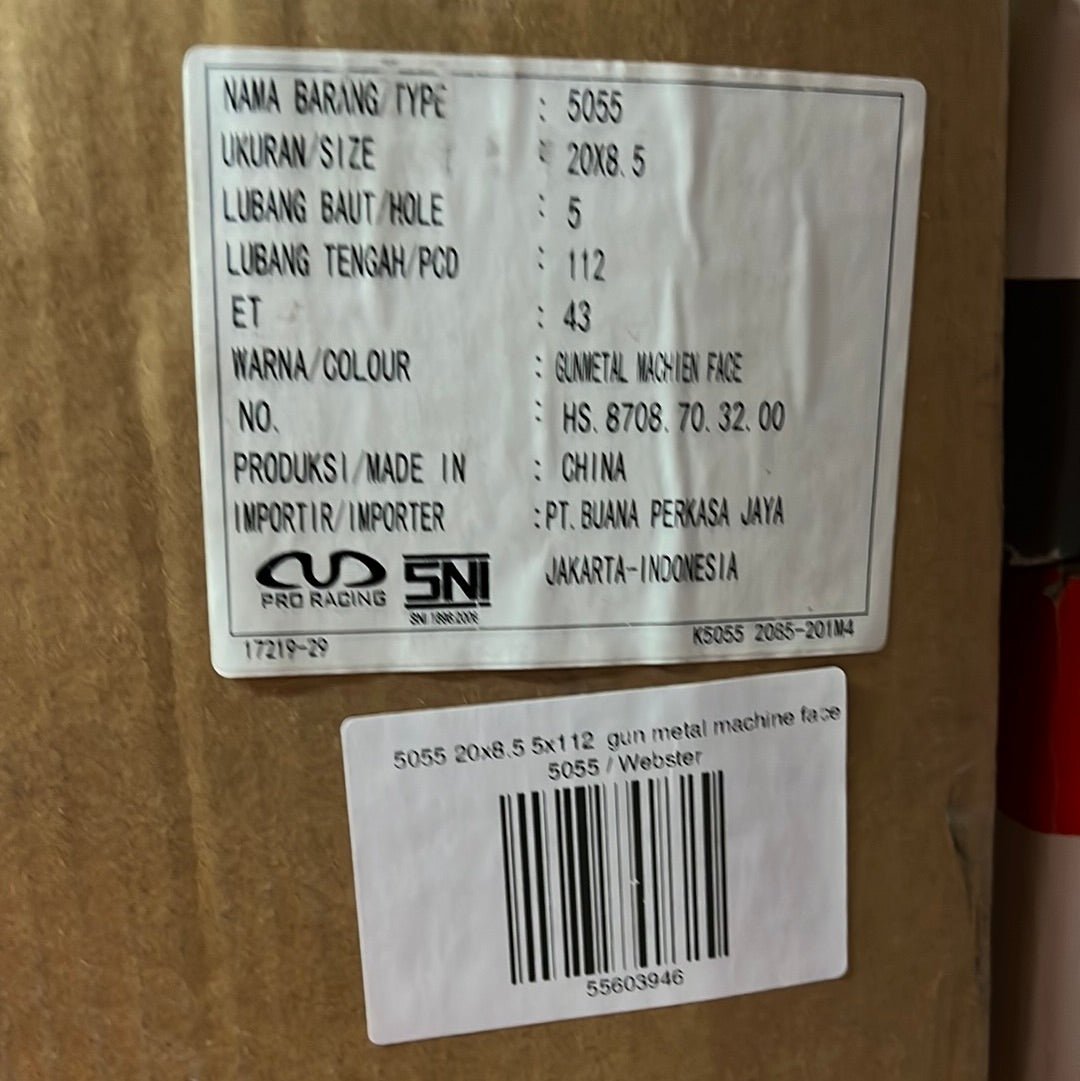 NAMA BARANG/TYPE : 5055
UKURAN/SIZE : 20X8.5
LUBANG BAUT/HOLE : 5
LUBANG TENGAH/PCD : 112
ET : 43
WARNA/COLOUR : GUNMETAL MACHIEN FACE
NO. : HS. 8708. 70. 32. 00
PRODUKSI/MADE IN : CHINA
IMPORTIR/IMPORTER : PT. BUANA PERKASA JAYA
JAKARTA-INDONESIA
PRO RACING
SNI
SNI 1896:2008
17219-29
K5055 2085-201M4
5055 20x8.5 5x112 gun metal machine face
5055 / Webster
55603946